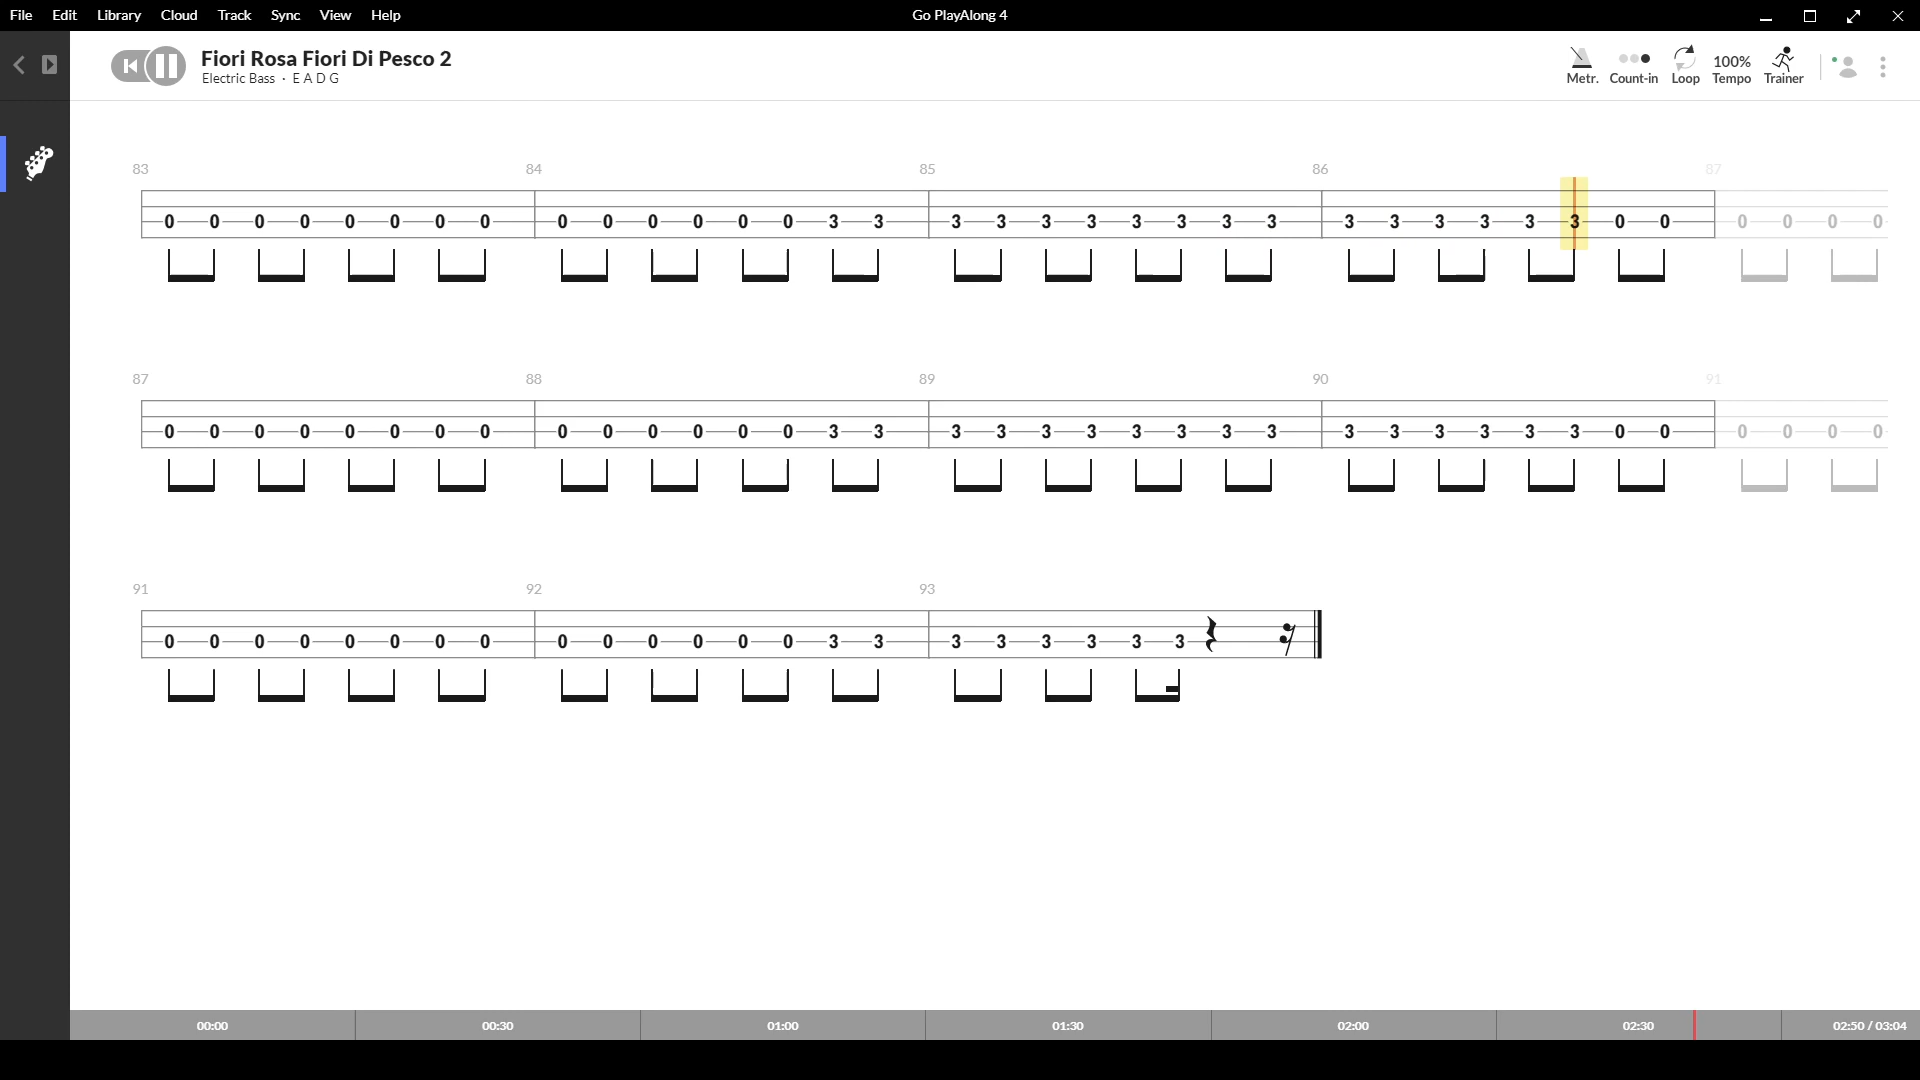 File Edit Library Cloud Track Sync View Help Go PlayAlong 4
Fiori Rosa Fiori Di Pesco 2
Electric Bass · E A D G
Metr. Count-in Loop 100% Tempo Trainer
83 84 85 86 87
0 0 0 0 0 0 0 0 0 0 0 0 0 0 3 3 3 3 3 3 3 3 3 3 3 3 3 3 3 3 0 0 0 0 0 0
87 88 89 90 91
0 0 0 0 0 0 0 0 0 0 0 0 0 0 3 3 3 3 3 3 3 3 3 3 3 3 3 3 3 3 0 0 0 0 0 0
91 92 93
0 0 0 0 0 0 0 0 0 0 0 0 0 0 3 3 3 3 3 3 3 3
00:00 00:30 01:00 01:30 02:00 02:30 02:50 / 03:04